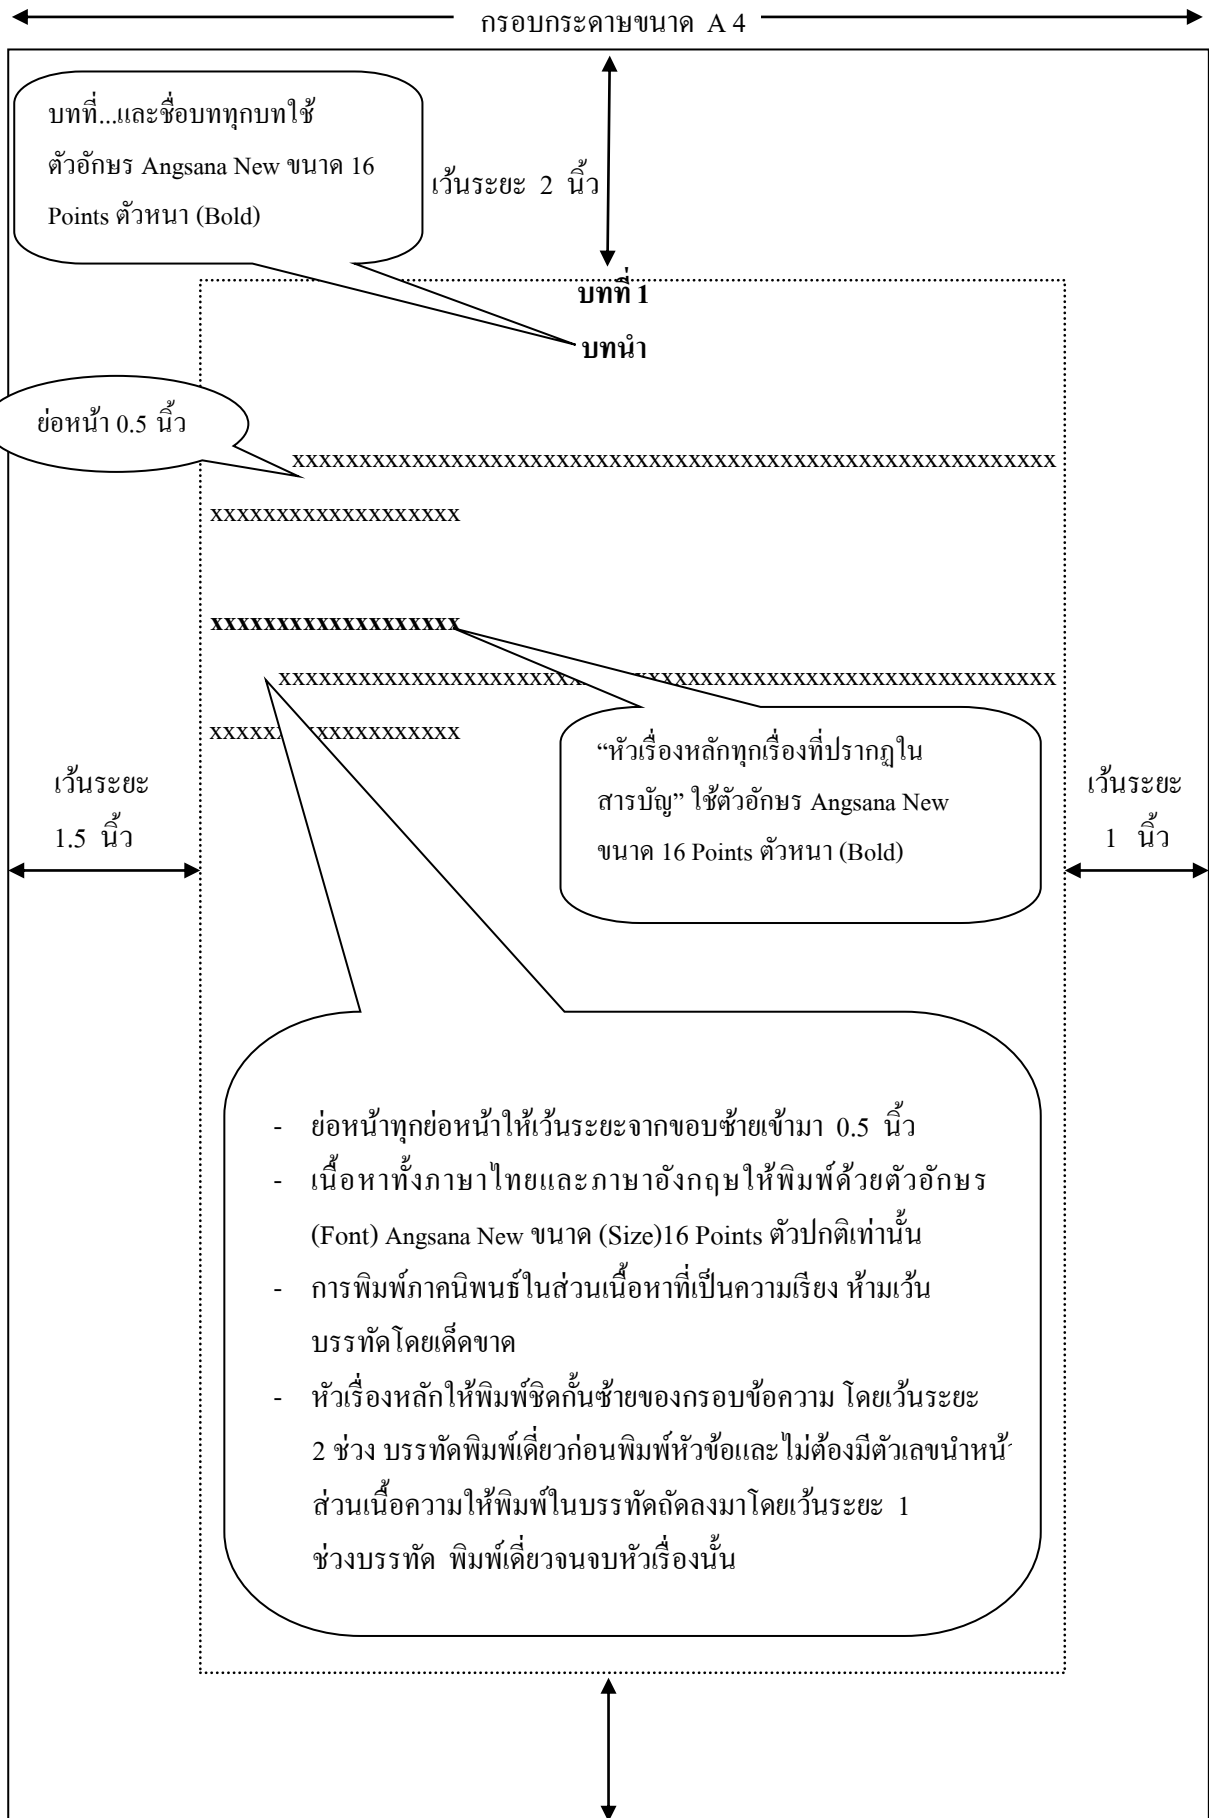 กรอบกระดาษขนาด A 4
บทที่...และชื่อบททุกบทใช้
ตัวอักษร Angsana New ขนาด 16
Points ตัวหนา (Bold)
เว้นระยะ 2 นิ้ว
บทที่ 1
บทนำ
ย่อหน้า 0.5 นิ้ว
xxxxxxxxxxxxxxxxxxxxxxxxxxxxxxxxxxxxxxxxxxxxxxxxxxxxxxxxxx
xxxxxxxxxxxxxxxxxxx
xxxxxxxxxxxxxxxxxxx
xxxxxxxxxxxxxxxxxxxxxx xxxxxxxxxxxxxxxxxxxxxxxxxxxxxxxx
xxxxxx xxxxxxxxxxx
“หัวเรื่องหลักทุกเรื่องที่ปรากฏใน
สารบัญ” ใช้ตัวอักษร Angsana New
ขนาด 16 Points ตัวหนา (Bold)
เว้นระยะ
1.5 นิ้ว
เว้นระยะ
1 นิ้ว
- ย่อหน้าทุกย่อหน้าให้เว้นระยะจากขอบซ้ายเข้ามา 0.5 นิ้ว
- เนื้อหาทั้งภาษาไทยและภาษาอังกฤษให้พิมพ์ด้วยตัวอักษร
(Font) Angsana New ขนาด (Size)16 Points ตัวปกติเท่านั้น
- การพิมพ์ภาคนิพนธ์ในส่วนเนื้อหาที่เป็นความเรียง ห้ามเว้น
บรรทัดโดยเด็ดขาด
- หัวเรื่องหลักให้พิมพ์ชิดกั้นซ้ายของกรอบข้อความ โดยเว้นระยะ
2 ช่วง บรรทัดพิมพ์เดี่ยวก่อนพิมพ์หัวข้อและไม่ต้องมีตัวเลขนำหน้า
ส่วนเนื้อความให้พิมพ์ในบรรทัดถัดลงมาโดยเว้นระยะ 1
ช่วงบรรทัด พิมพ์เดี่ยวจนจบหัวเรื่องนั้น